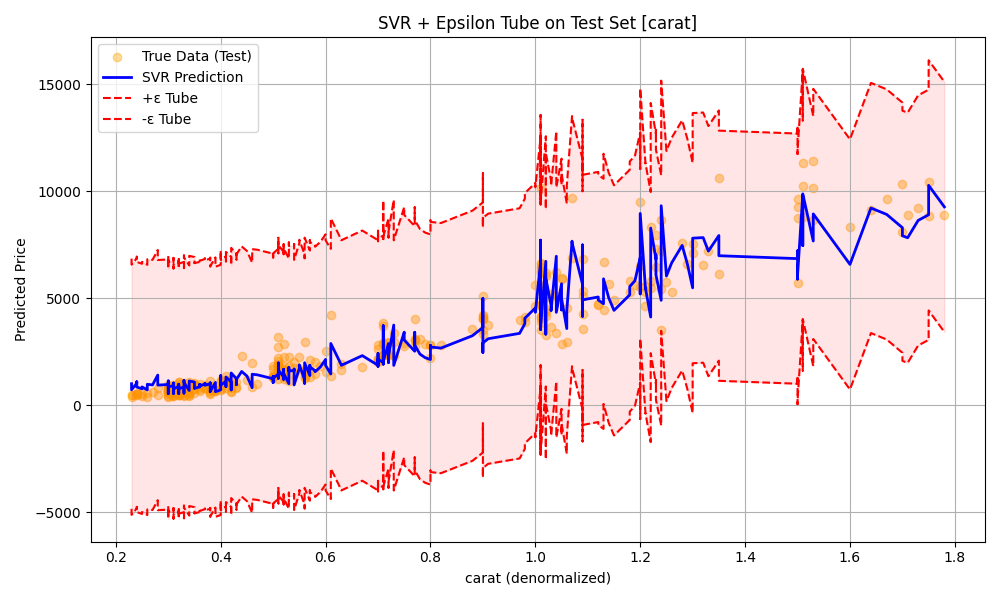 SVR + Epsilon Tube on Test Set [carat]
True Data (Test)
SVR Prediction
+ε Tube
-ε Tube
Predicted Price
15000
10000
5000
0
−5000
0.2 0.4 0.6 0.8 1.0 1.2 1.4 1.6 1.8
carat (denormalized)